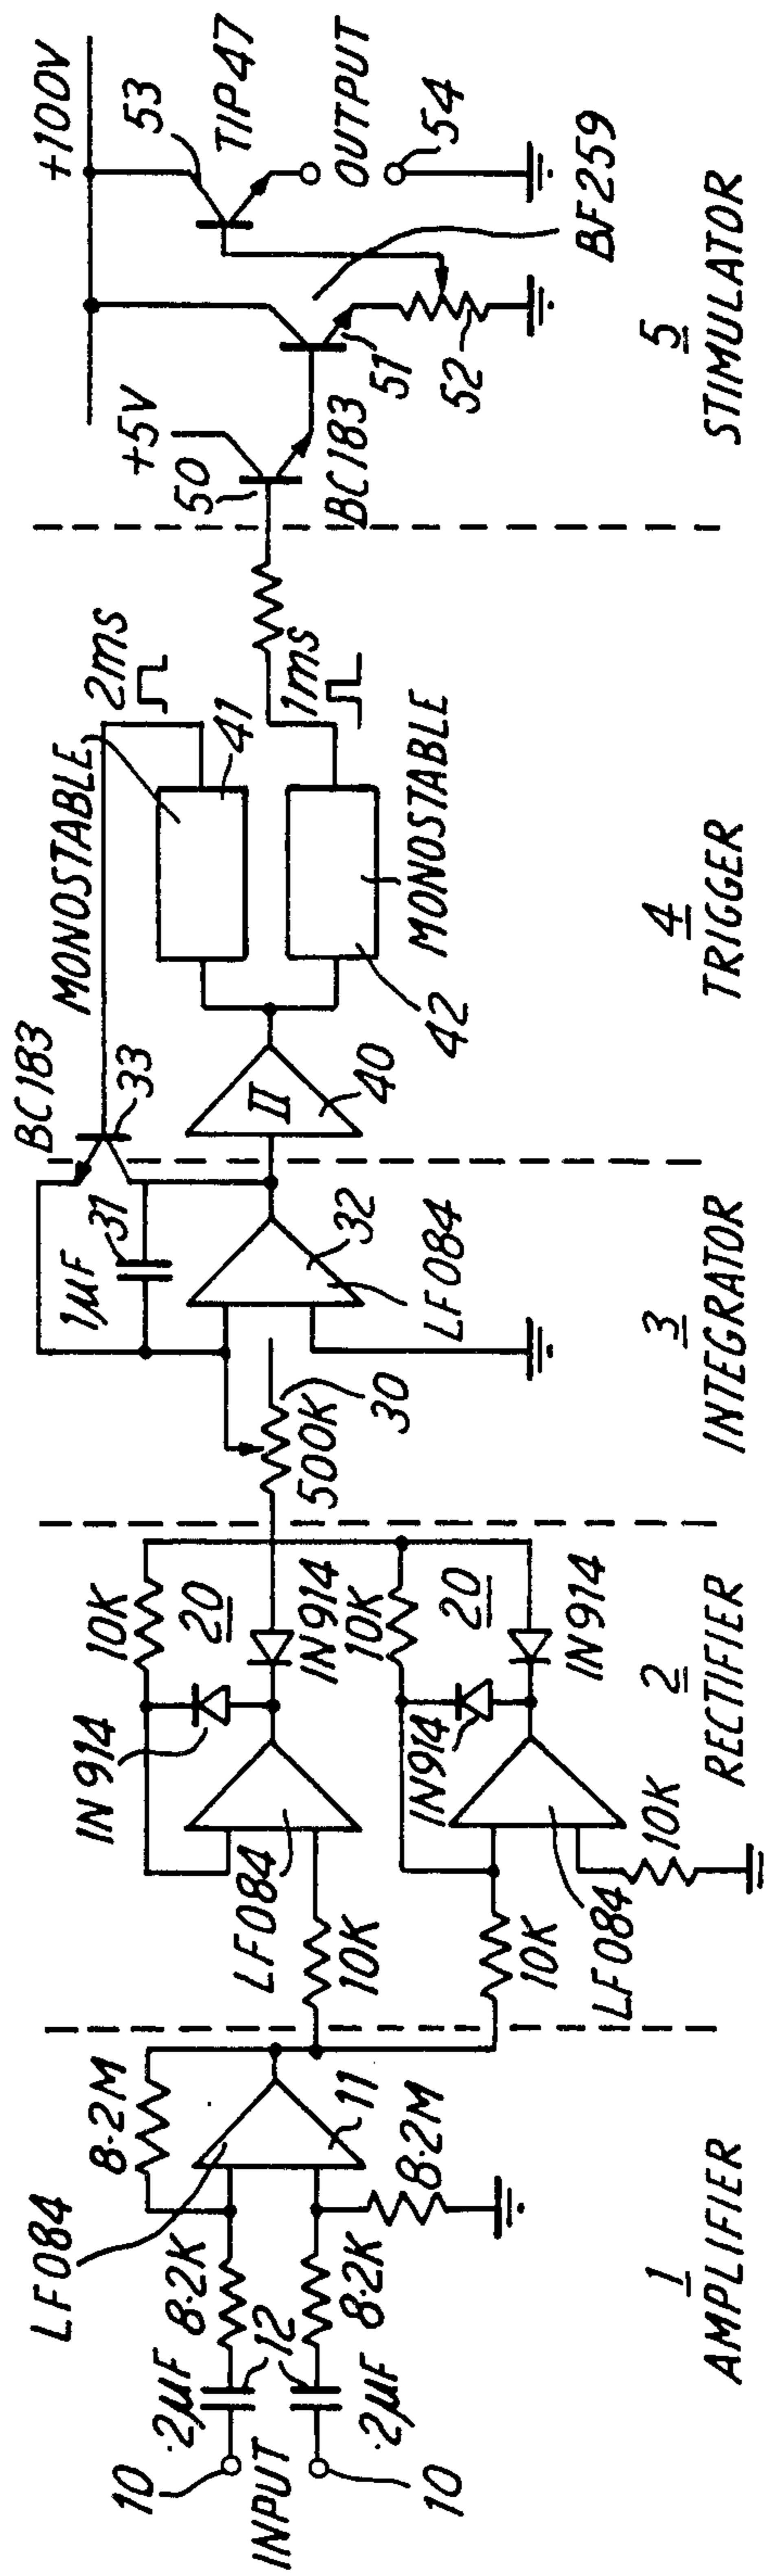 10
INPUT
10
.2µF
12
.2µF
8.2K
8.2K
LF084
8.2M
11
8.2M
1
AMPLIFIER
10K
10K
LF084
LF084
10K
IN914
IN914
10K
20
IN914
10K
20
IN914
2
RECTIFIER
500K
30
1µF
31
32
LF084
3
INTEGRATOR
BC183
33
II
40
MONOSTABLE
41
2ms
42
MONOSTABLE
1ms
4
TRIGGER
+5V
50
BC183
51
52
BF259
+100V
53
TIP47
OUTPUT
54
5
STIMULATOR